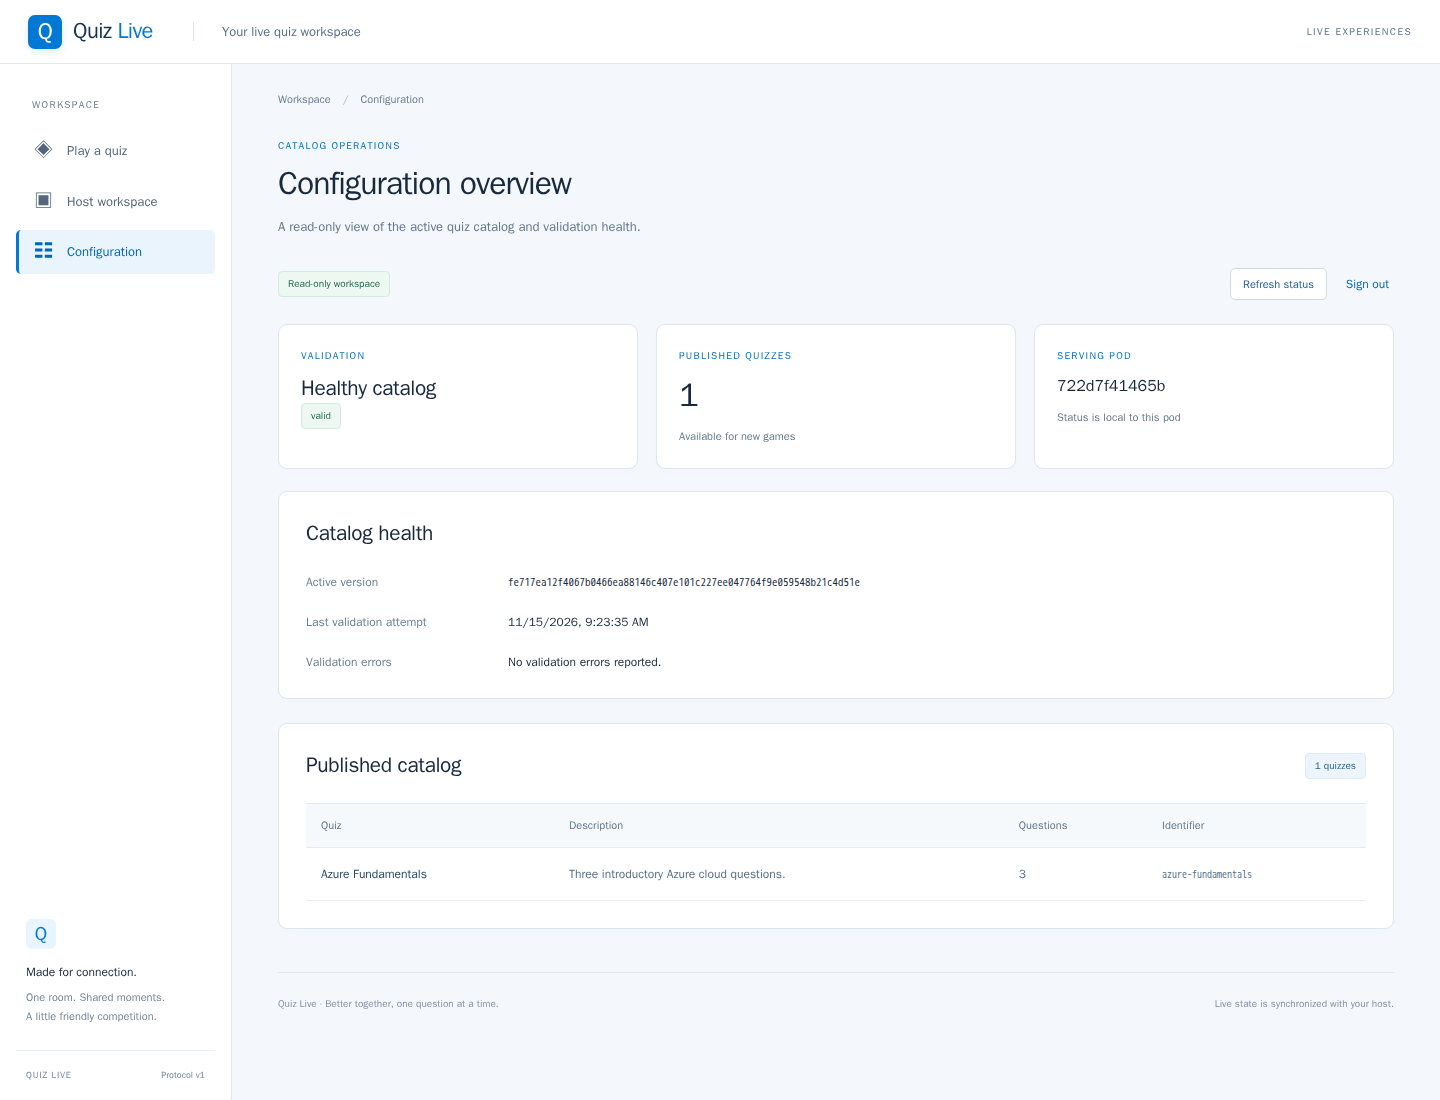 Q Quiz Live
Your live quiz workspace
LIVE EXPERIENCES
WORKSPACE
Play a quiz
Host workspace
Configuration
Workspace / Configuration
CATALOG OPERATIONS
Configuration overview
A read-only view of the active quiz catalog and validation health.
Read-only workspace
Refresh status
Sign out
VALIDATION
Healthy catalog
valid
PUBLISHED QUIZZES
1
Available for new games
SERVING POD
722d7f41465b
Status is local to this pod
Catalog health
Active version fe717ea12f4067b0466ea88146c407e101c227ee047764f9e059548b21c4d51e
Last validation attempt 11/15/2026, 9:23:35 AM
Validation errors No validation errors reported.
Published catalog
1 quizzes
Quiz Description Questions Identifier
Azure Fundamentals Three introductory Azure cloud questions. 3 azure-fundamentals
Q
Made for connection.
One room. Shared moments.
A little friendly competition.
QUIZ LIVE Protocol v1
Quiz Live · Better together, one question at a time.
Live state is synchronized with your host.